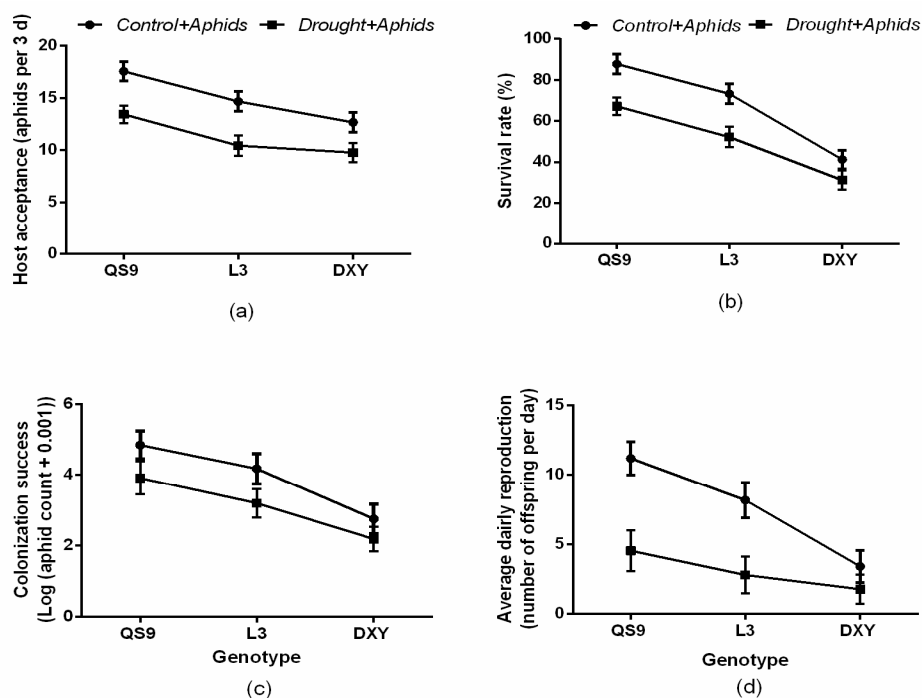 Control+Aphids Drought+Aphids
Host acceptance (aphids per 3 d)
20
15
10
5
0
QS9 L3 DXY
(a)
Control+Aphids Drought+Aphids
Survival rate (%)
100
80
60
40
20
0
QS9 L3 DXY
(b)
Colonization success
(Log (aphid count + 0.001))
6
4
2
0
QS9 L3 DXY
Genotype
(c)
Average dairly reproduction
(number of offspring per day)
15
10
5
0
QS9 L3 DXY
Genotype
(d)